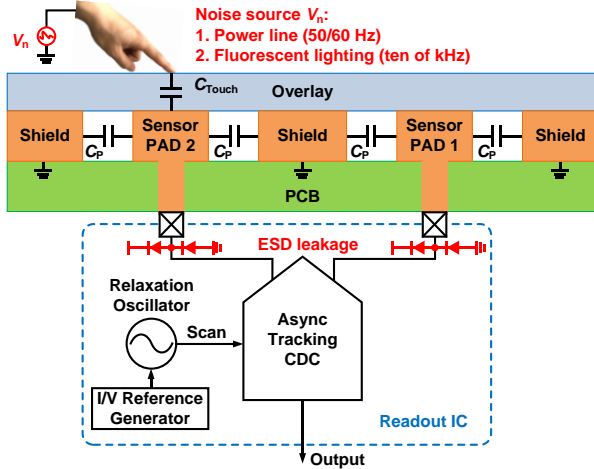 Noise source Vn:
Vn
1. Power line (50/60 Hz)
2. Fluorescent lighting (ten of kHz)
CTouch
Overlay
Shield
CP
Sensor
PAD 2
CP
Shield
CP
Sensor
PAD 1
CP
Shield
PCB
ESD leakage
Relaxation
Oscillator
Scan
Async
Tracking
CDC
I/V Reference
Generator
Readout IC
Output